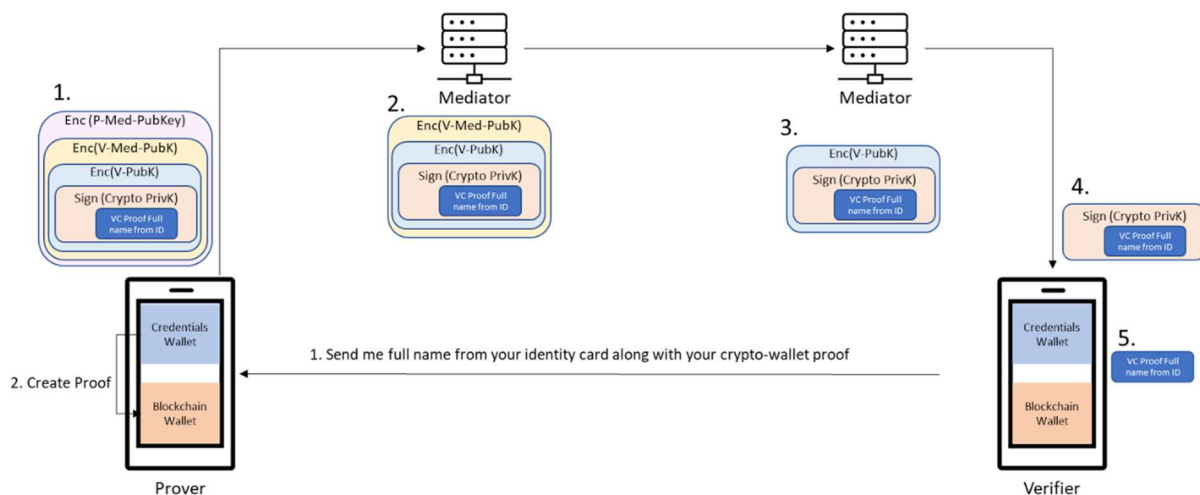 Mediator
Mediator
1.
Enc (P-Med-PubKey)
Enc(V-Med-PubK)
Enc(V-PubK)
Sign (Crypto PrivK)
VC Proof Full
name from ID
2.
Enc(V-Med-PubK)
Enc(V-PubK)
Sign (Crypto PrivK)
VC Proof Full
name from ID
3.
Enc(V-PubK)
Sign (Crypto PrivK)
VC Proof Full
name from ID
4.
Sign (Crypto PrivK)
VC Proof Full
name from ID
5.
VC Proof Full
name from ID
Credentials
Wallet
Blockchain
Wallet
2. Create Proof
1. Send me full name from your identity card along with your crypto-wallet proof
Credentials
Wallet
Blockchain
Wallet
Prover
Verifier